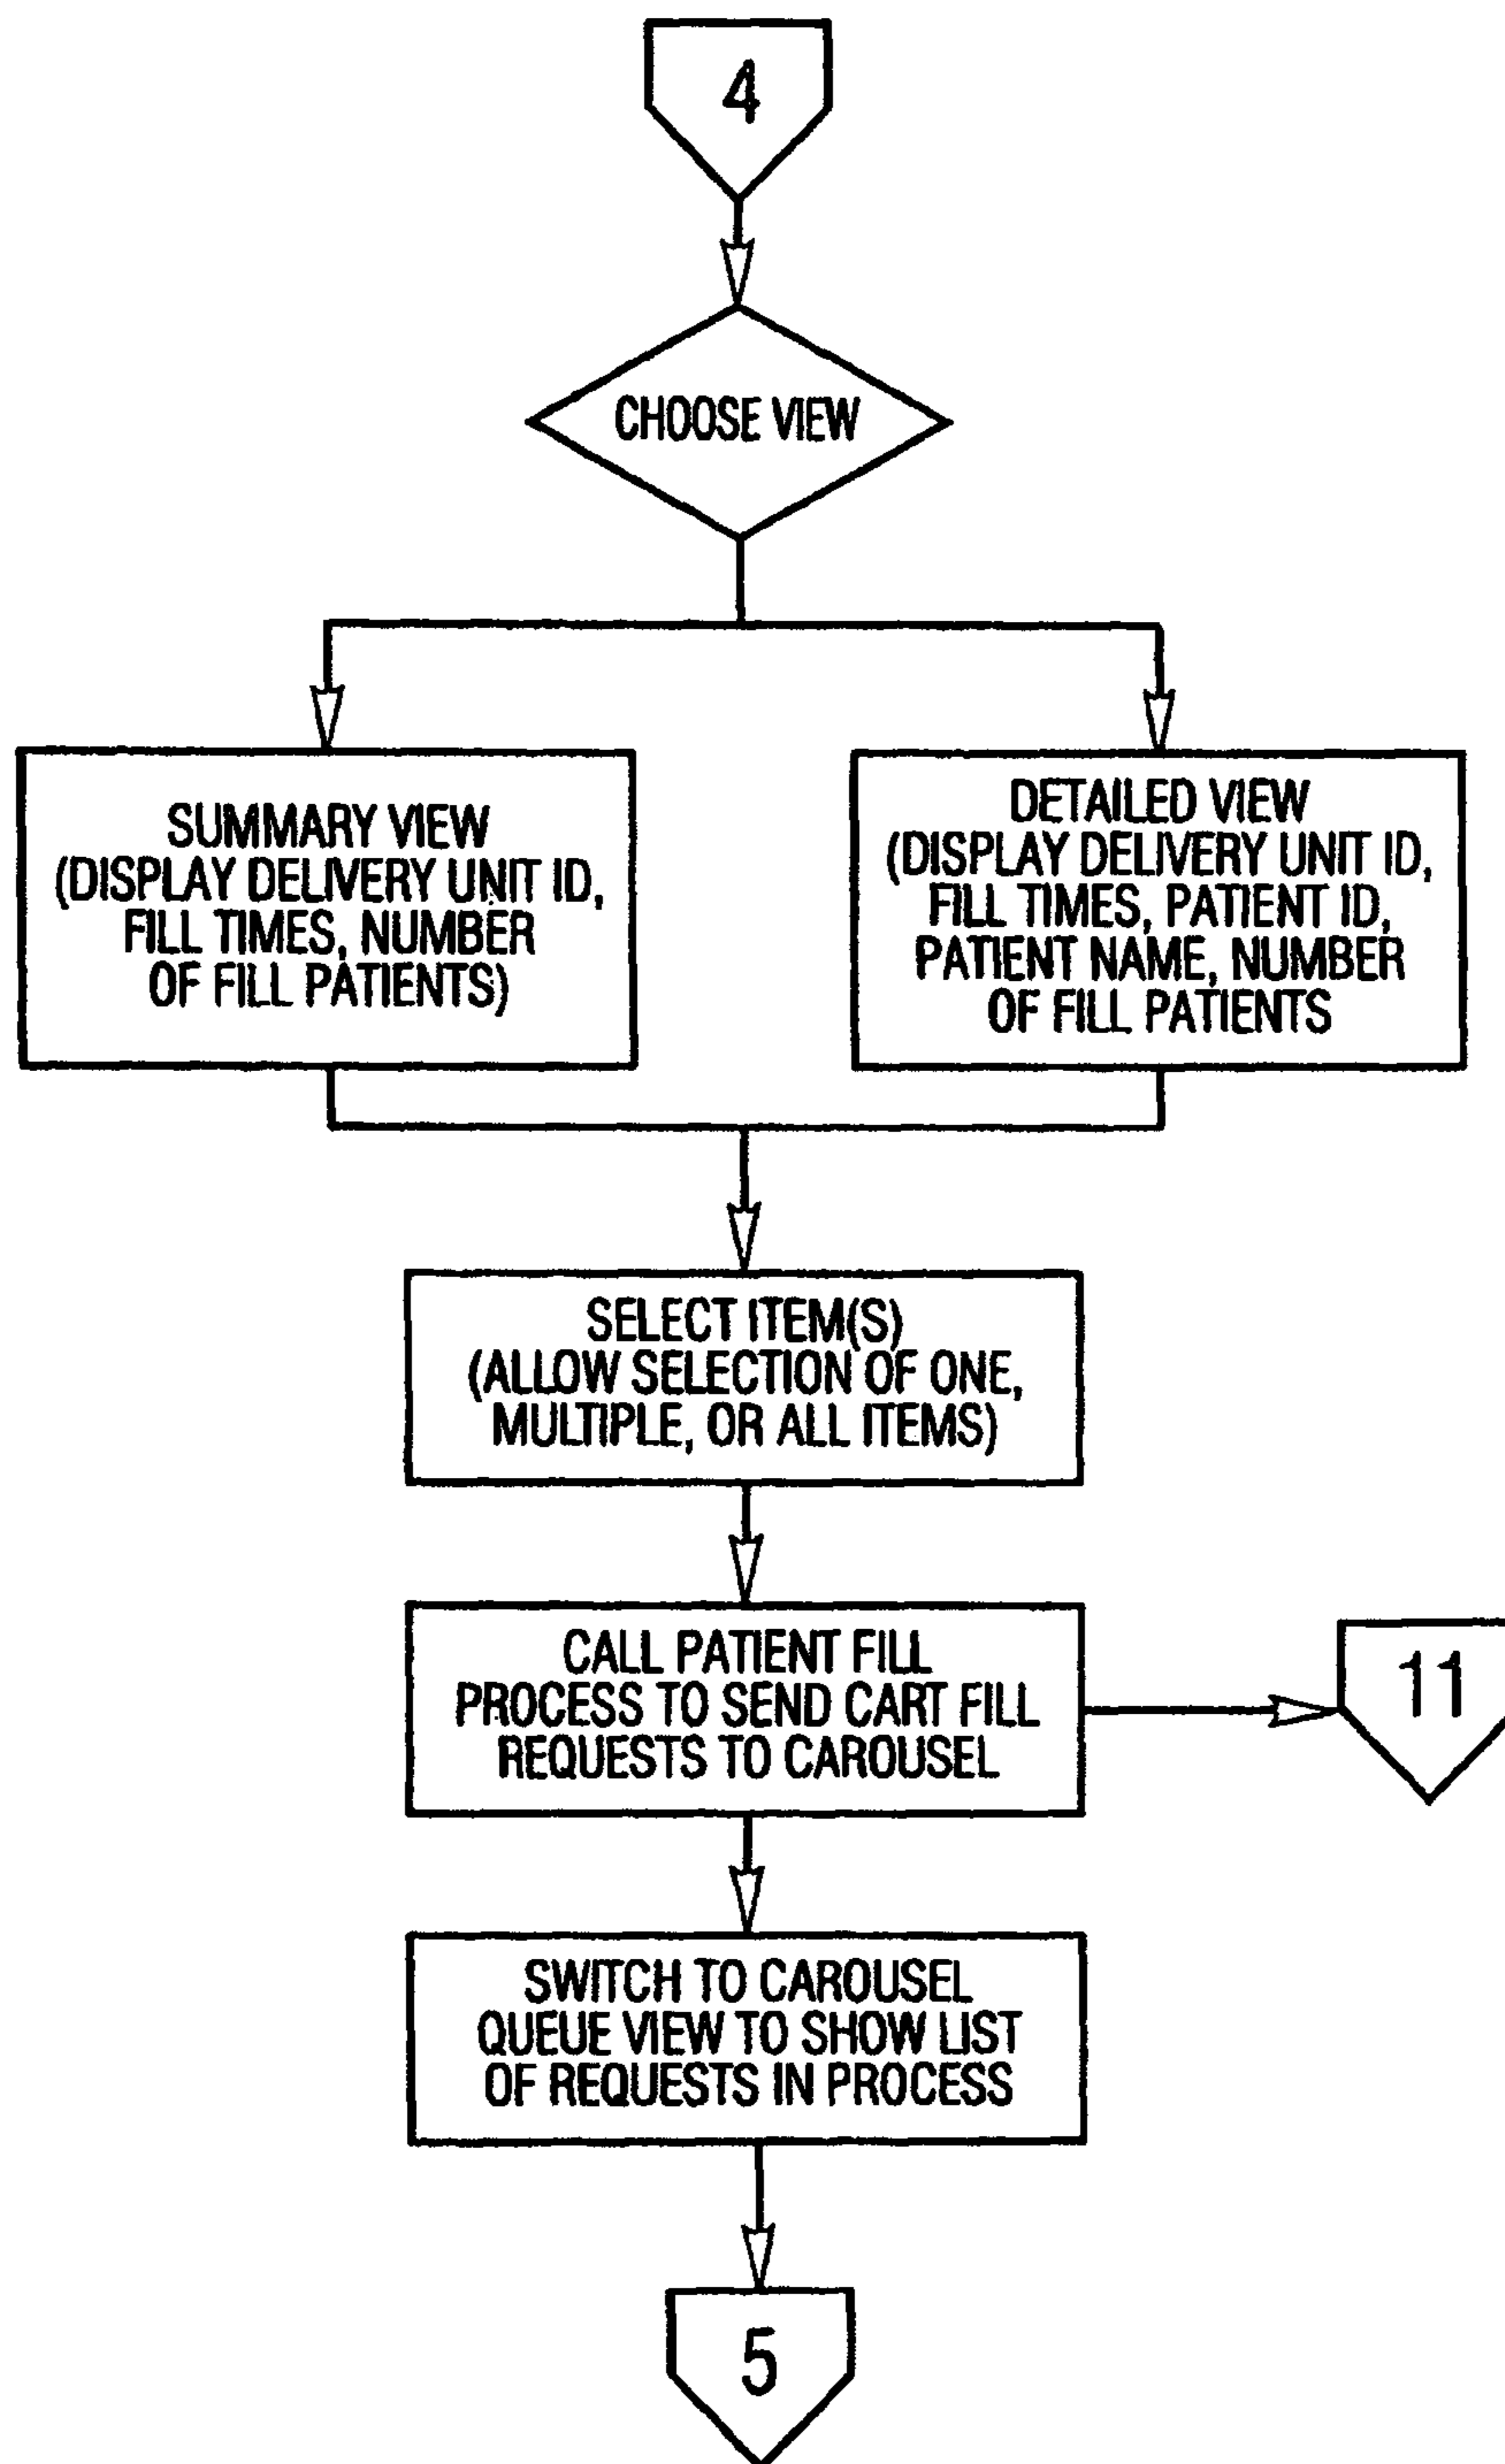 4
CHOOSE VIEW
SUMMARY VIEW
(DISPLAY DELIVERY UNIT ID,
FILL TIMES, NUMBER
OF FILL PATIENTS)
DETAILED VIEW
(DISPLAY DELIVERY UNIT ID,
FILL TIMES, PATIENT ID,
PATIENT NAME, NUMBER
OF FILL PATIENTS
SELECT ITEM(S)
(ALLOW SELECTION OF ONE,
MULTIPLE, OR ALL ITEMS)
CALL PATIENT FILL
PROCESS TO SEND CART FILL
REQUESTS TO CAROUSEL
11
SWITCH TO CAROUSEL
QUEUE VIEW TO SHOW LIST
OF REQUESTS IN PROCESS
5